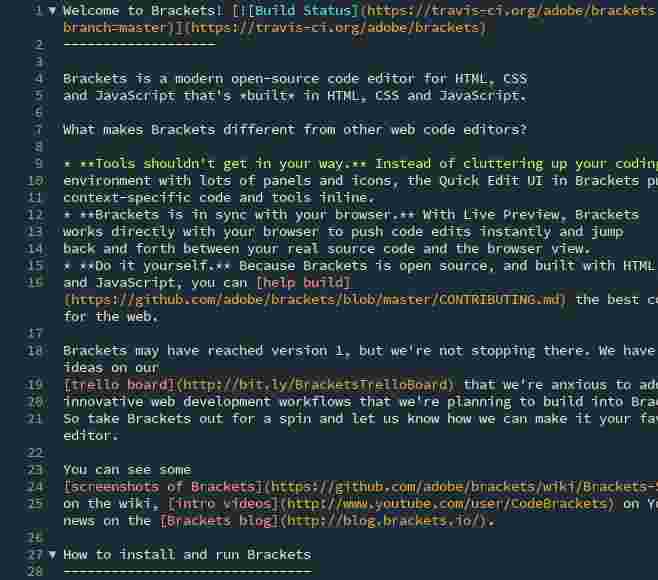 1 ▼ Welcome to Brackets! [![Build Status](https://travis-ci.org/adobe/brackets
branch=master)](https://travis-ci.org/adobe/brackets)
2 -------------------
3
4 Brackets is a modern open-source code editor for HTML, CSS
5 and JavaScript that's *built* in HTML, CSS and JavaScript.
6
7 What makes Brackets different from other web code editors?
8
9 * **Tools shouldn't get in your way.** Instead of cluttering up your coding
10 environment with lots of panels and icons, the Quick Edit UI in Brackets pu
11 context-specific code and tools inline.
12 * **Brackets is in sync with your browser.** With Live Preview, Brackets
13 works directly with your browser to push code edits instantly and jump
14 back and forth between your real source code and the browser view.
15 * **Do it yourself.** Because Brackets is open source, and built with HTML
16 and JavaScript, you can [help build]
(https://github.com/adobe/brackets/blob/master/CONTRIBUTING.md) the best co
for the web.
17
18 Brackets may have reached version 1, but we're not stopping there. We have
ideas on our
19 [trello board](http://bit.ly/BracketsTrelloBoard) that we're anxious to add
20 innovative web development workflows that we're planning to build into Brac
21 So take Brackets out for a spin and let us know how we can make it your fav
editor.
22
23 You can see some
24 [screenshots of Brackets](https://github.com/adobe/brackets/wiki/Brackets-S
25 on the wiki, [intro videos](http://www.youtube.com/user/CodeBrackets) on Yo
news on the [Brackets blog](http://blog.brackets.io/).
26
27 ▼ How to install and run Brackets
28 -------------------------------